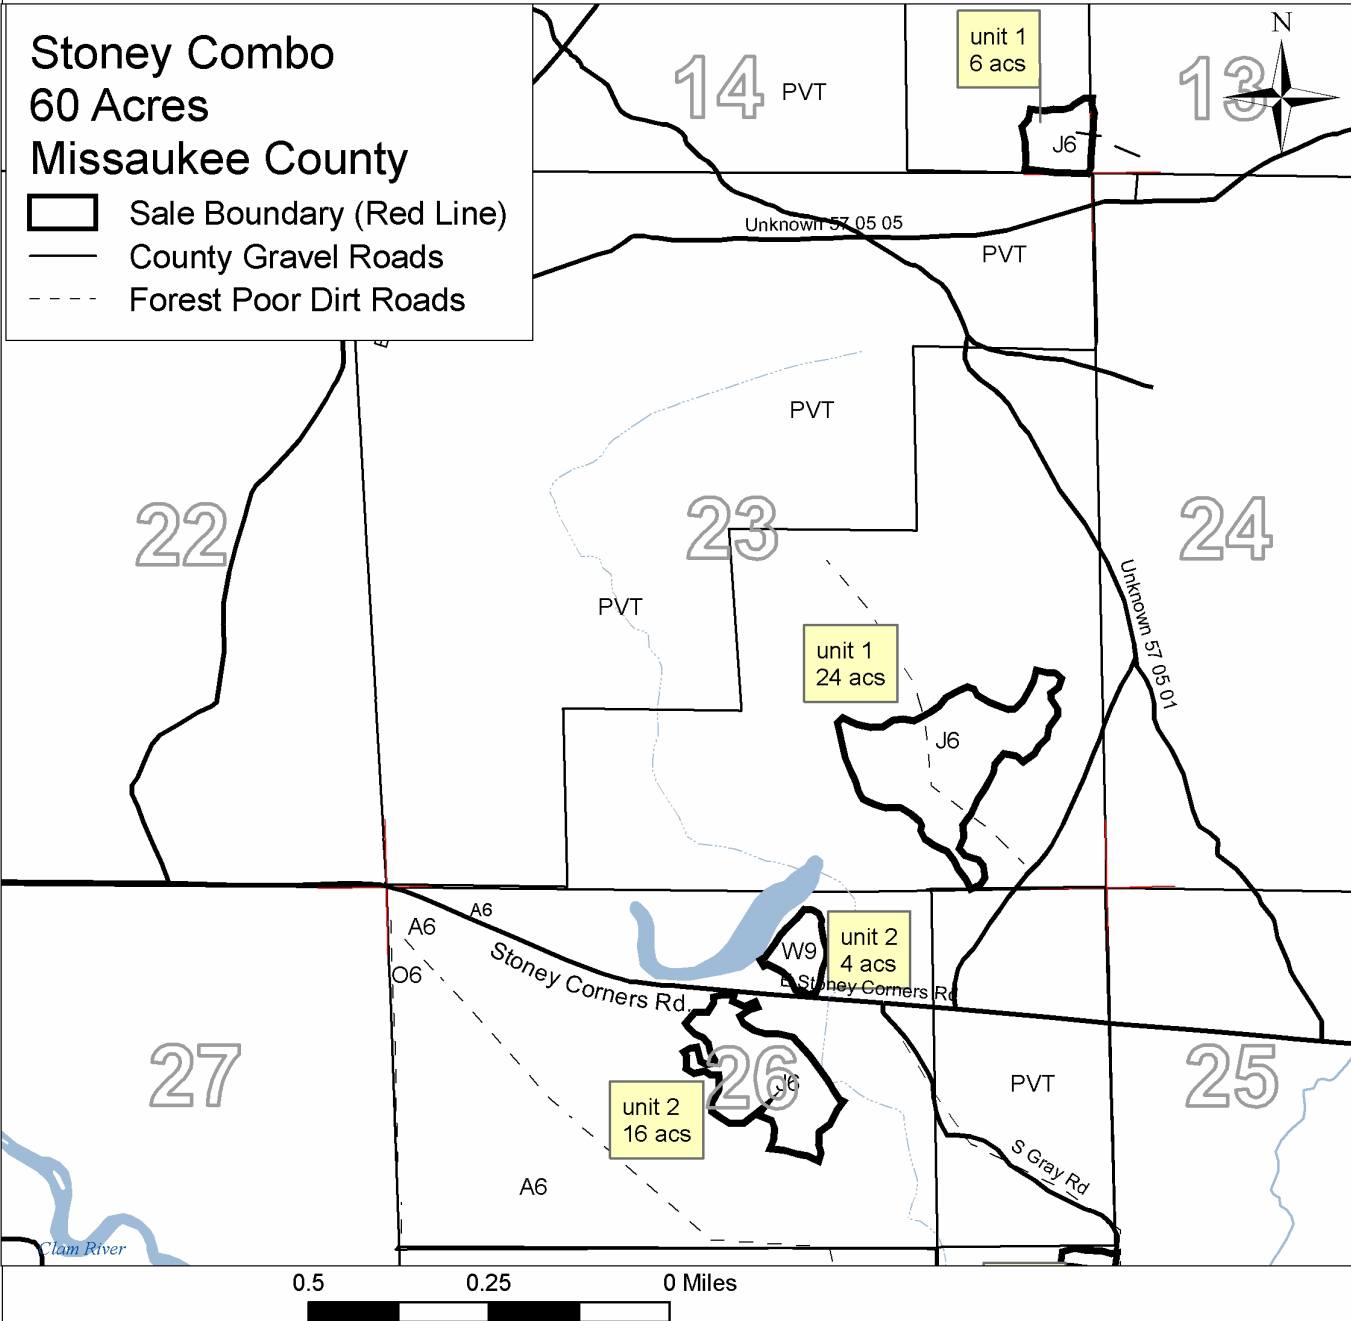 Stoney Combo
60 Acres
Missaukee County
Sale Boundary (Red Line)
County Gravel Roads
Forest Poor Dirt Roads
unit 1
6 acs
N
14
PVT
13
J6
Unknown 57 05 05
PVT
PVT
22
23
24
PVT
Unknown 57 05 01
unit 1
24 acs
J6
A6
A6
O6
Stoney Corners Rd.
W9
unit 2
4 acs
E Stoney Corners Rd
27
26
J6
25
PVT
unit 2
16 acs
S Gray Rd
A6
Clam River
0.5 0.25 0 Miles